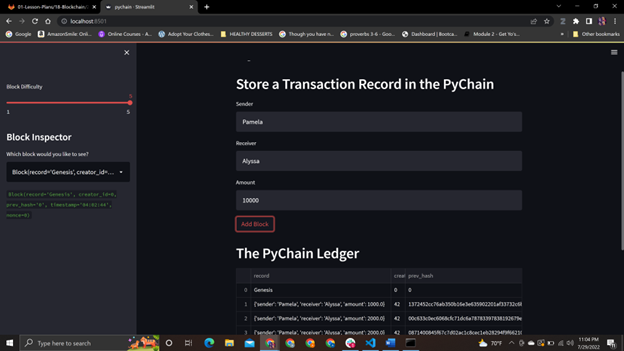 01-Lesson-Plans/18-Blockchain
pychain · Streamlit
localhost:8501
Google
AmazonSmile: Onli...
Online Courses - A...
Adopt Your Clothes...
HEALTHY DESSERTS
Though you have n...
proverbs 3-6 - Goo...
Dashboard | Bootca...
Module 2 - Get Yo's...
Other bookmarks
Block Difficulty
5
1 5
Block Inspector
Which block would you like to see?
Block(record='Genesis', creator_id=...
Block(record='Genesis', creator_id=0,
prev_hash='0', timestamp='04:02:44',
nonce=0)
Store a Transaction Record in the PyChain
Sender
Pamela
Receiver
Alyssa
Amount
10000
Add Block
The PyChain Ledger
record creat prev_hash
0 Genesis 0 0
1 {'sender': 'Pamela', 'receiver': 'Alyssa', 'amount': 1000.0} 42
2 {'sender': 'Pamela', 'receiver': 'Alyssa', 'amount': 2000.0} 42
3 {'sender': 'Pamela', 'receiver': 'Alyssa', 'amount': 2000.0} 42
Type here to search
70°F
11:04 PM
7/29/2022